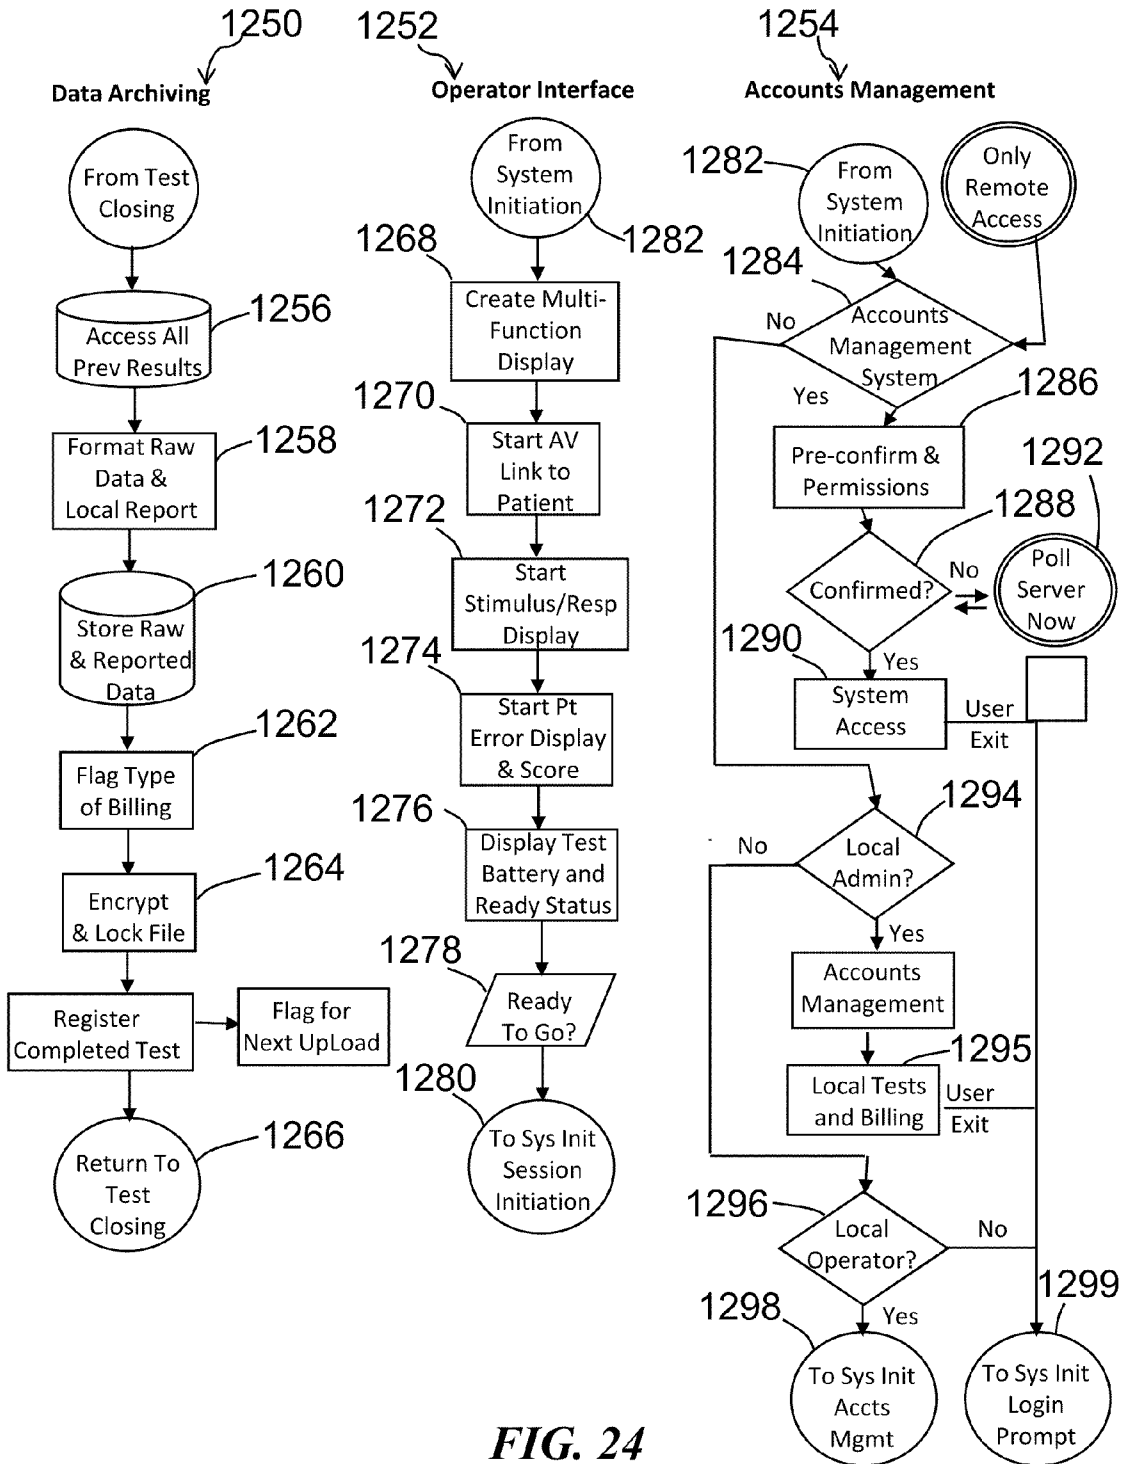 1250
Data Archiving
From Test
Closing
Access All
Prev Results
1256
Format Raw
Data &
Local Report
1258
Store Raw
& Reported
Data
1260
Flag Type
of Billing
1262
Encrypt
& Lock File
1264
Register
Completed Test
Flag for
Next UpLoad
Return To
Test
Closing
1266
1252
Operator Interface
From
System
Initiation
1282
1268
Create Multi-
Function
Display
1270
Start AV
Link to
Patient
1272
Start
Stimulus/Resp
Display
1274
Start Pt
Error Display
& Score
1276
Display Test
Battery and
Ready Status
1278
Ready
To Go?
1280
To Sys Init
Session
Initiation
1254
Accounts Management
1282
From
System
Initiation
Only
Remote
Access
1284
Accounts
Management
System
No
Yes
1286
Pre-confirm &
Permissions
1288
Confirmed?
No
1292
Poll
Server
Now
Yes
1290
System
Access
User
Exit
1294
Local
Admin?
No
Yes
Accounts
Management
1295
Local Tests
and Billing
User
Exit
1296
Local
Operator?
No
Yes
1298
To Sys Init
Accts
Mgmt
1299
To Sys Init
Login
Prompt
FIG. 24